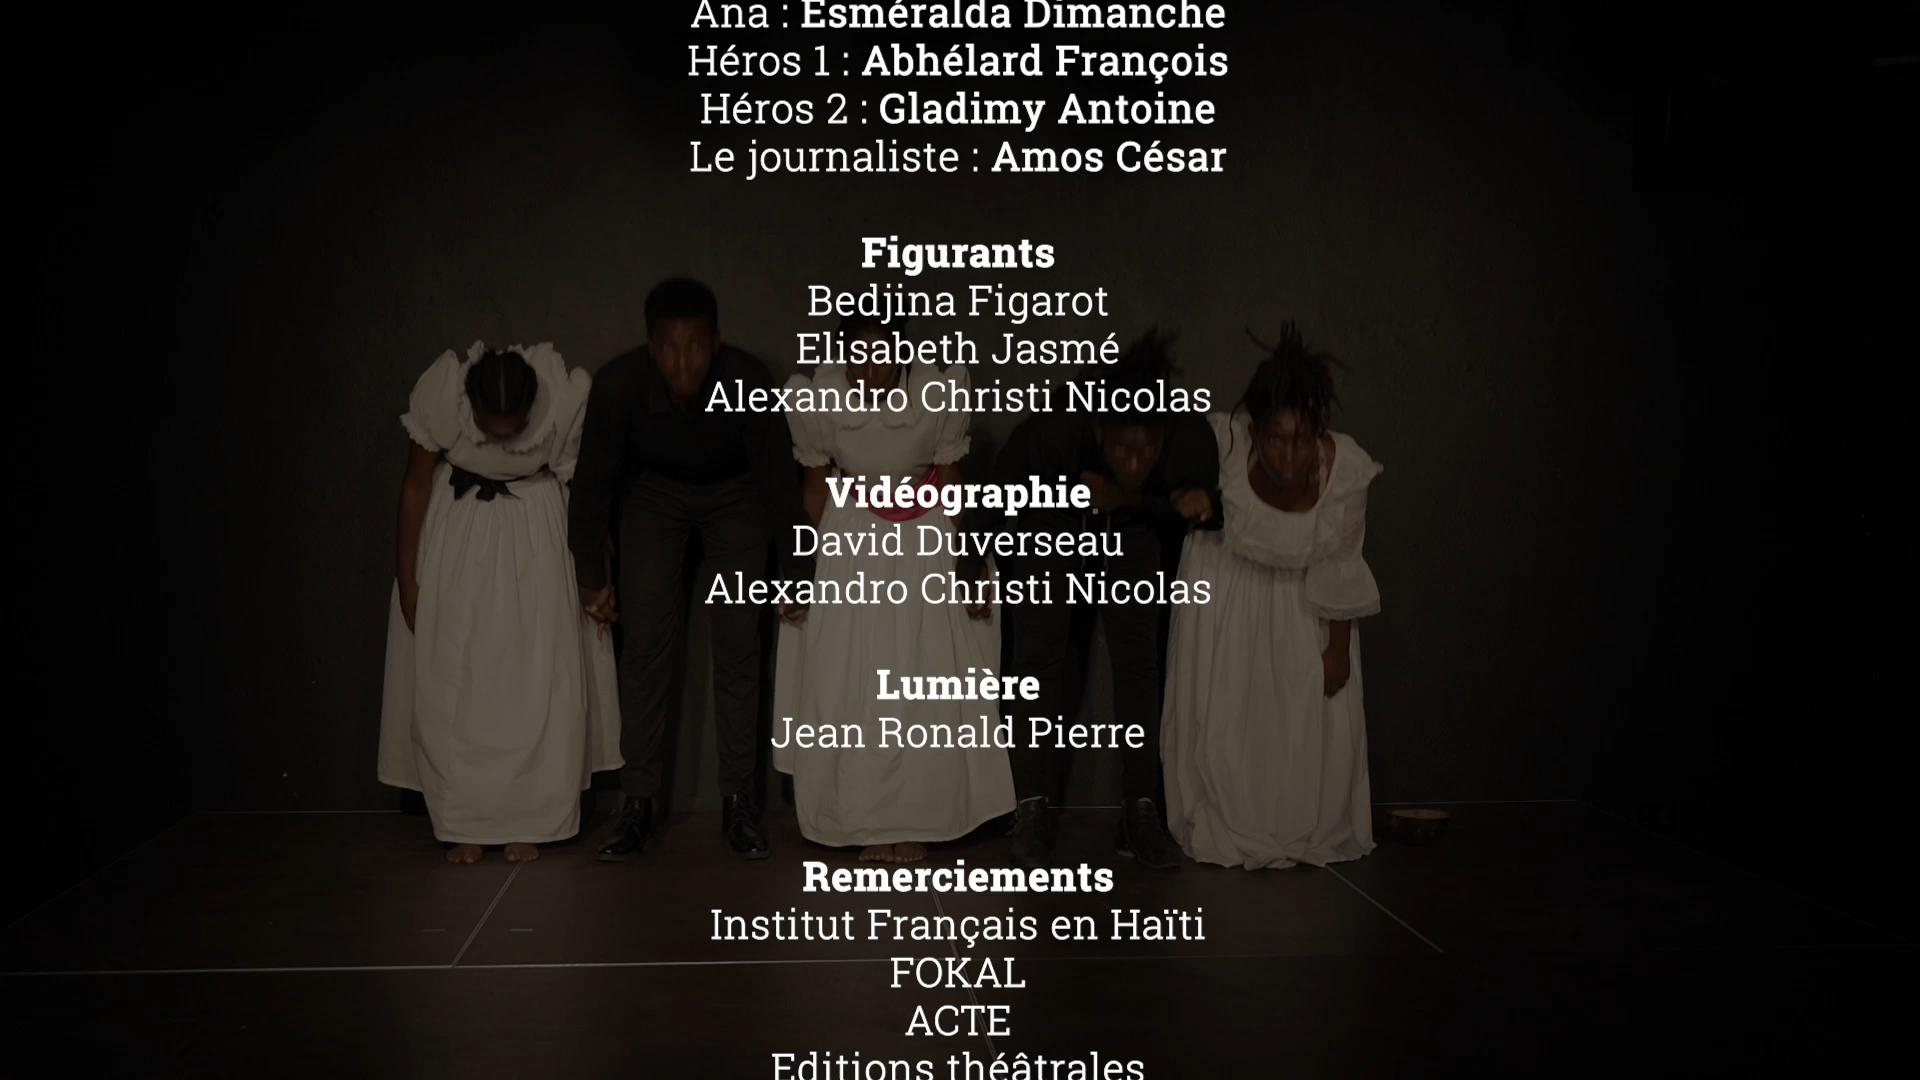 Ana : Esméralda Dimanche
Héros 1 : Abhélard François
Héros 2 : Gladimy Antoine
Le journaliste : Amos César
Figurants
Bedjina Figarot
Elisabeth Jasmé
Alexandro Christi Nicolas
Vidéographie
David Duverseau
Alexandro Christi Nicolas
Lumière
Jean Ronald Pierre
Remerciements
Institut Français en Haïti
FOKAL
ACTE
Editions théâtrales